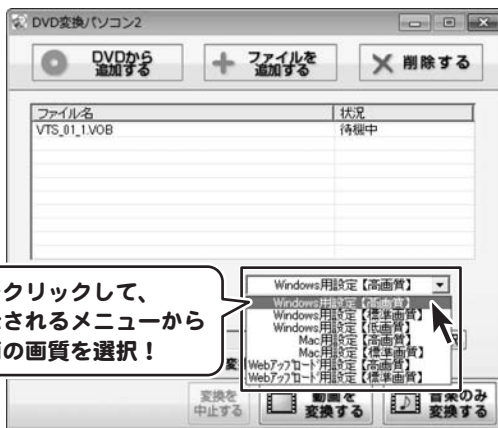 DVD変換パソコン2
DVDから
追加する
ファイルを
追加する
削除する
ファイル名
状況
VTS_01_1.VOB
待機中
Windows用設定【高画質】
クリックして、
されるメニューから
の画質を選択！
Windows用設定【高画質】
Windows用設定【標準画質】
Windows用設定【低画質】
Mac用設定【高画質】
Mac用設定【標準画質】
Webアップロード用設定【高画質】
Webアップロード用設定【標準画質】
変
変換を
中止する
動画を
変換する
音楽のみ
変換する